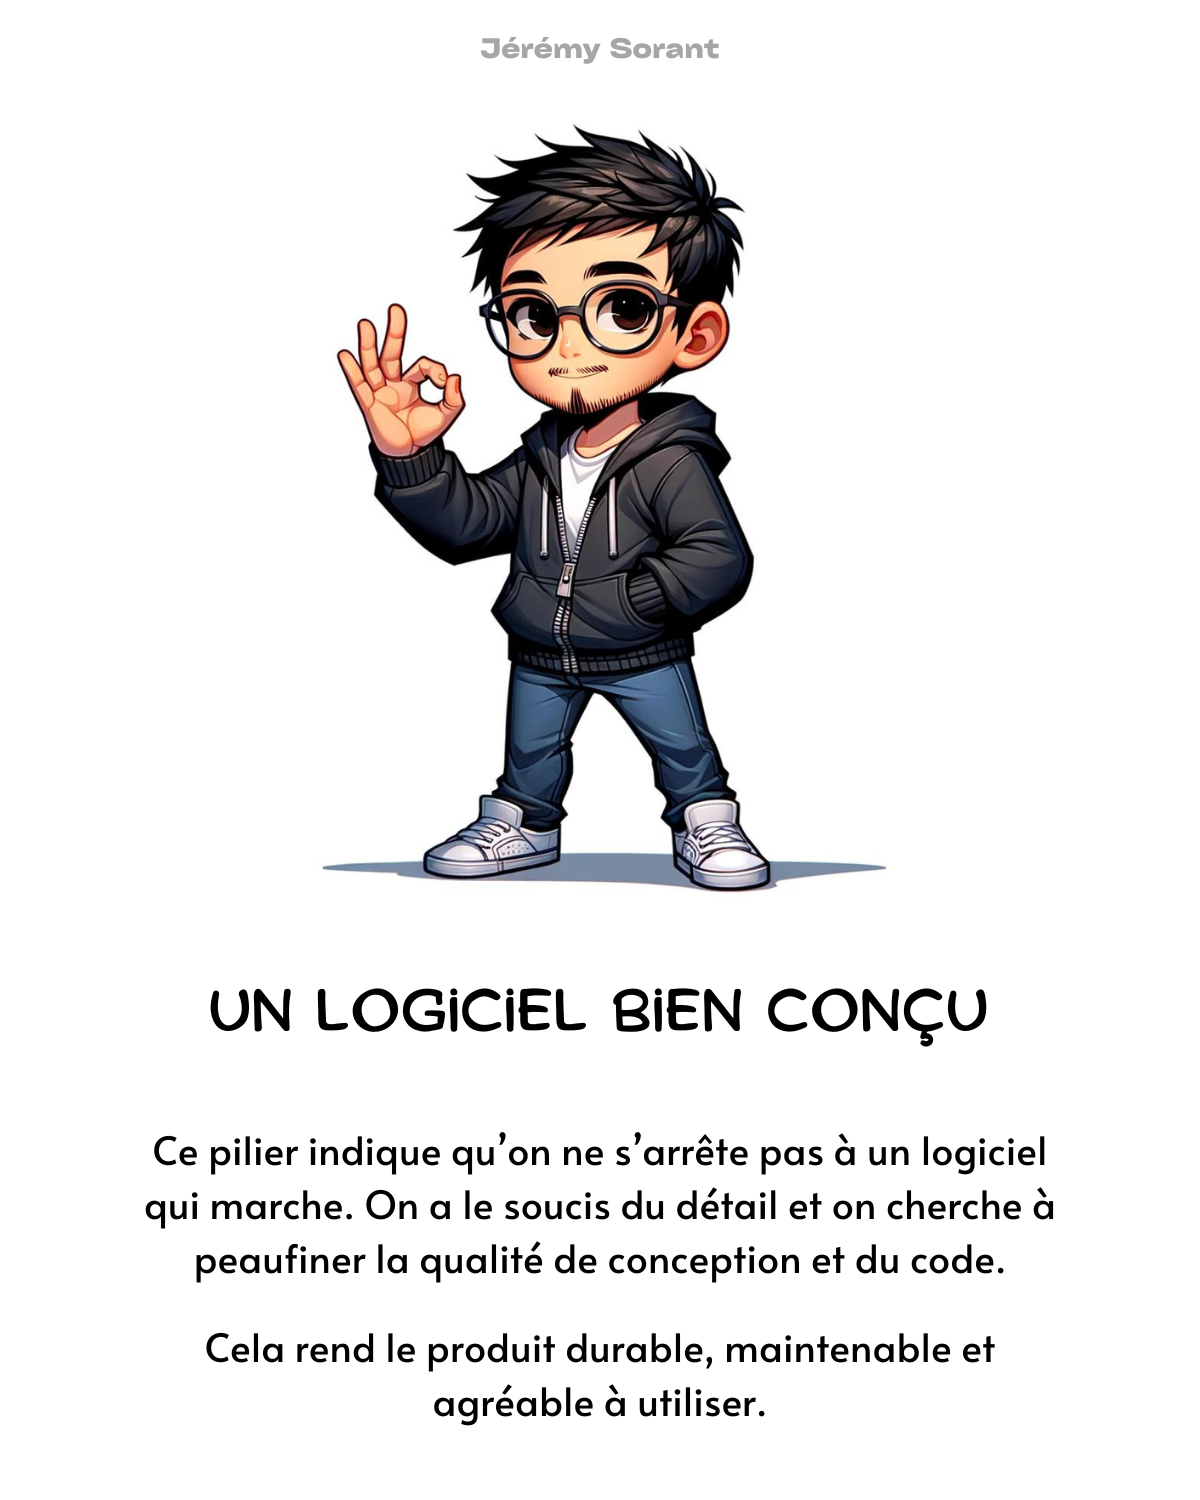 Jérémy Sorant
UN LOGiCiEL BiEN CONÇU
Ce pilier indique qu’on ne s’arrête pas à un logiciel
qui marche. On a le soucis du détail et on cherche à
peaufiner la qualité de conception et du code.
Cela rend le produit durable, maintenable et
agréable à utiliser.